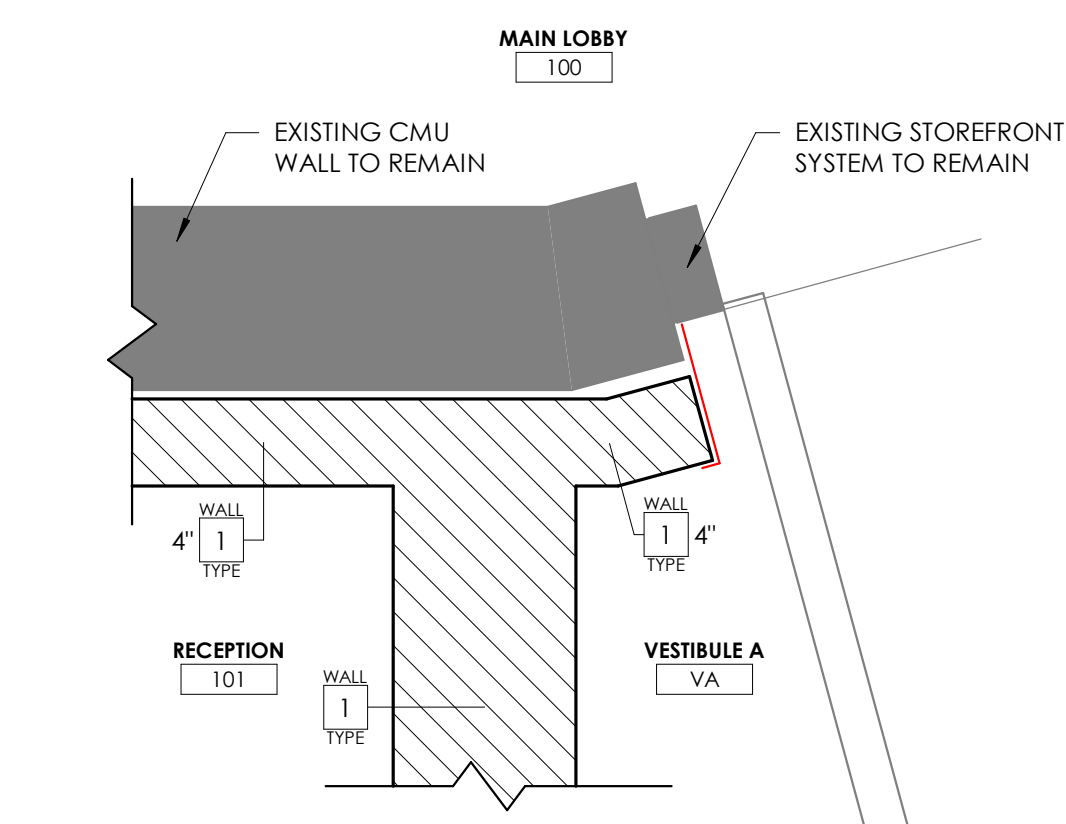 MAIN LOBBY
100
EXISTING CMU
WALL TO REMAIN
EXISTING STOREFRONT
SYSTEM TO REMAIN
WALL
4" 1
TYPE
WALL
1 4"
TYPE
RECEPTION
101
WALL
1
TYPE
VESTIBULE A
VA